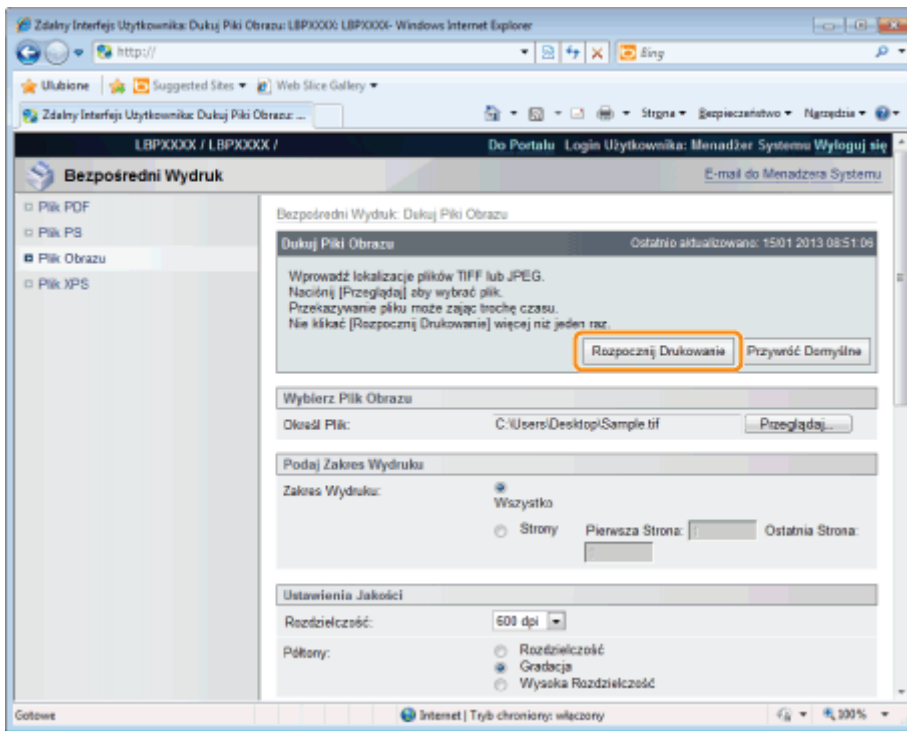 Zdalny Interfejs Użytkownika: Dukuj Piki Obrazu: LBPXXXX: LBPXXXX- Windows Internet Explorer
http://
Bing
Ulubione Suggested Sites Web Slice Gallery
Zdalny Interfejs Użytkownika: Dukuj Piki Obrazu: ... Strona Bezpieczeństwo Narzędzia
LBPXXXX / LBPXXXX / Do Portalu Login Użytkownika: Menadżer Systemu Wyloguj się
Bezpośredni Wydruk E-mail do Menadzera Systemu
Plik PDF
Plik PS
Plik Obrazu
Plik XPS
Bezpośredni Wydruk: Dukuj Piki Obrazu
Dukuj Piki Obrazu Ostatnio aktualizowano: 15/01 2013 08:51:06
Wprowadź lokalizacje plików TIFF lub JPEG.
Naciśnij [Przeglądaj] aby wybrać plik.
Przekazywanie pliku może zając trochę czasu.
Nie klikać [Rozpocznij Drukowanie] więcej niż jeden raz.
Rozpocznij Drukowanie Przywróć Domyślne
Wybierz Plik Obrazu
Określ Plik: C:\Users\Desktop\Sample.tif Przeglądaj...
Podaj Zakres Wydruku
Zakres Wydruku:
Wszystko
Strony Pierwsza Strona: Ostatnia Strona:
Ustawienia Jakości
Rozdzielczość: 600 dpi
Półtony: Rozdzielczość
Gradacja
Wysoka Rozdzielczość
Gotowe Internet | Tryb chroniony: włączony 100%